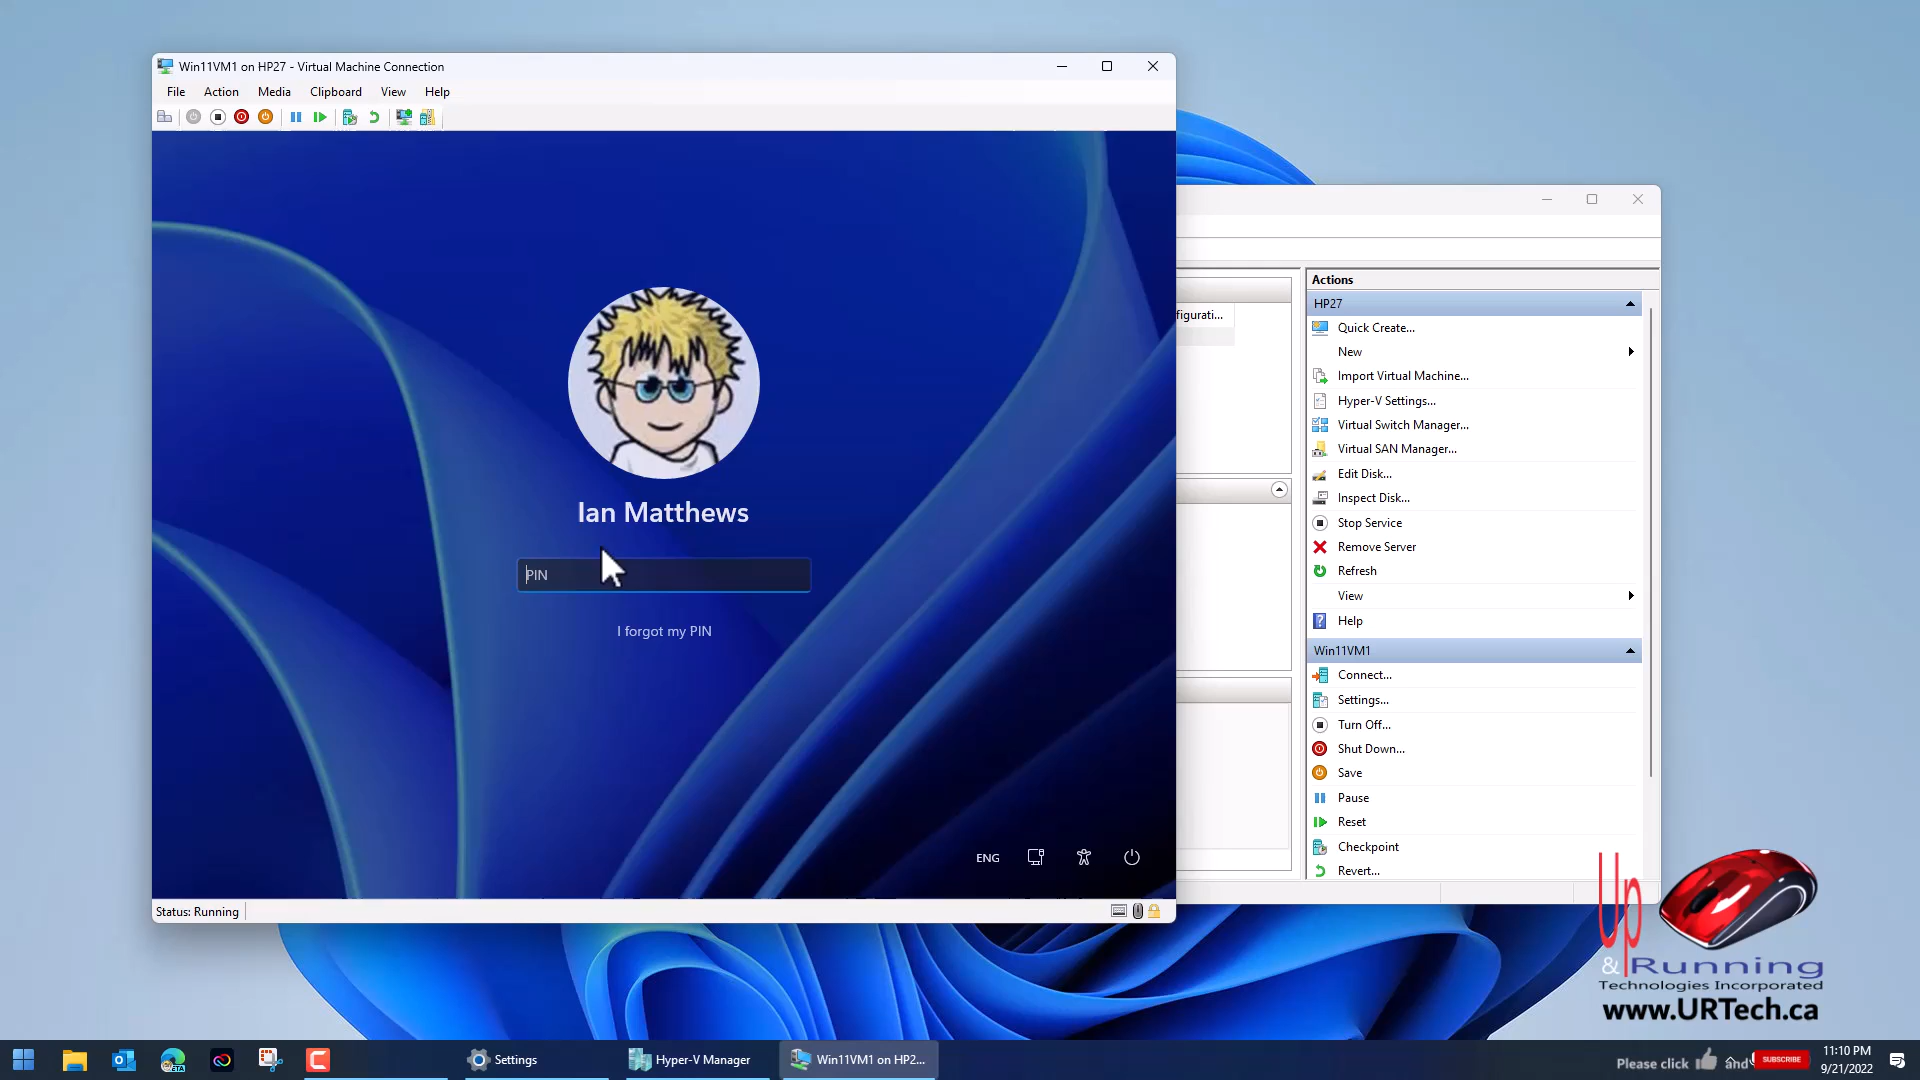 Win11VM1 on HP27 - Virtual Machine Connection
File Action Media Clipboard View Help
Ian Matthews
PIN
I forgot my PIN
ENG
Status: Running
figurati...
Actions
HP27
Quick Create...
New
Import Virtual Machine...
Hyper-V Settings...
Virtual Switch Manager...
Virtual SAN Manager...
Edit Disk...
Inspect Disk...
Stop Service
Remove Server
Refresh
View
Help
Win11VM1
Connect...
Settings...
Turn Off...
Shut Down...
Save
Pause
Reset
Checkpoint
Revert...
Up
& Running
Technologies Incorporated
www.URTech.ca
BETA
Settings
Hyper-V Manager
Win11VM1 on HP2...
Please click and SUBSCRIBE
11:10 PM
9/21/2022